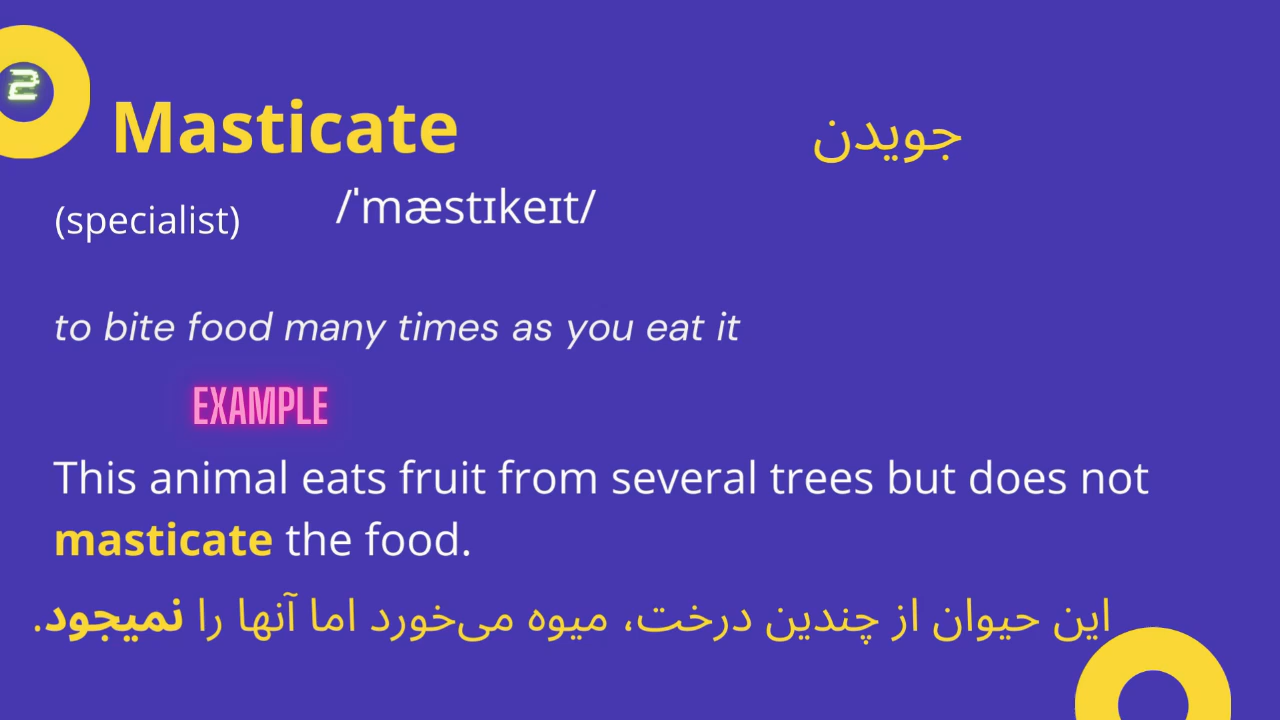 2
Masticate
جویدن
(specialist)
/ˈmæstɪkeɪt/
to bite food many times as you eat it
EXAMPLE
This animal eats fruit from several trees but does not
masticate the food.
این حیوان از چندین درخت، میوه می‌خورد اما آنها را نمیجود.